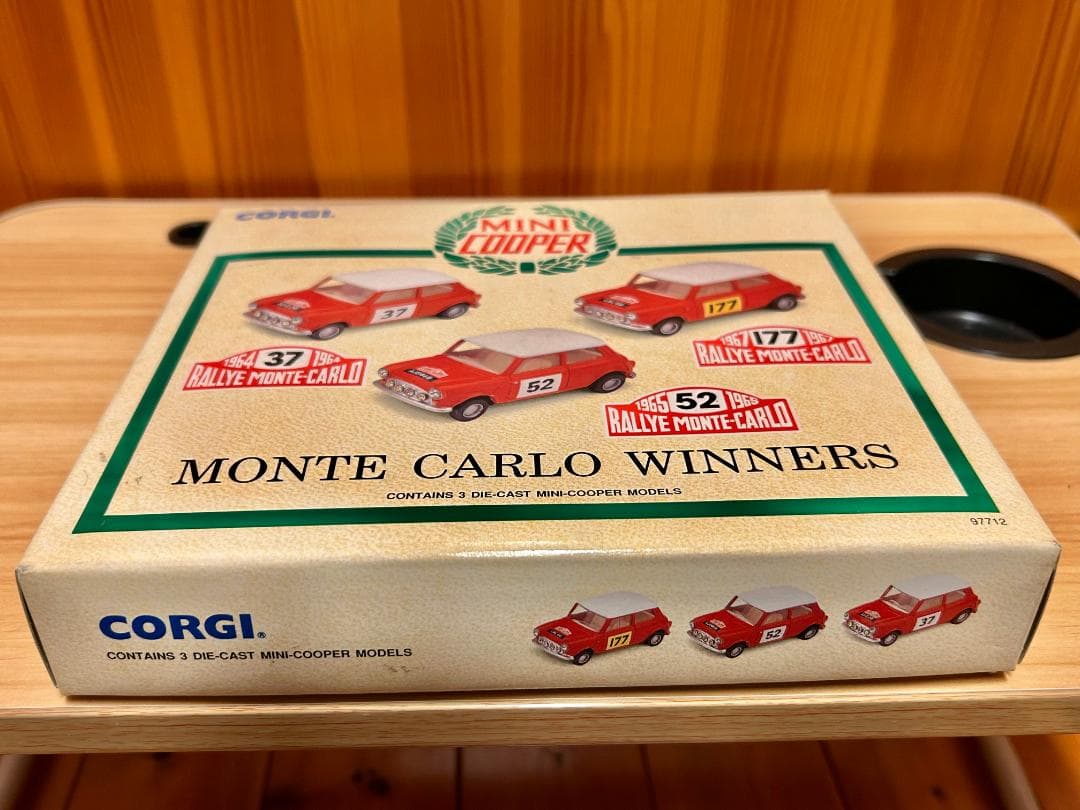 CORGI.
MINI
COOPER
37
177
52
1964 37 1964
RALLYE MONTE-CARLO
1967 177 1967
RALLYE MONTE-CARLO
1965 52 1965
RALLYE MONTE-CARLO
MONTE CARLO WINNERS
CONTAINS 3 DIE-CAST MINI-COOPER MODELS
97712
CORGI®
CONTAINS 3 DIE-CAST MINI-COOPER MODELS
177
52
37